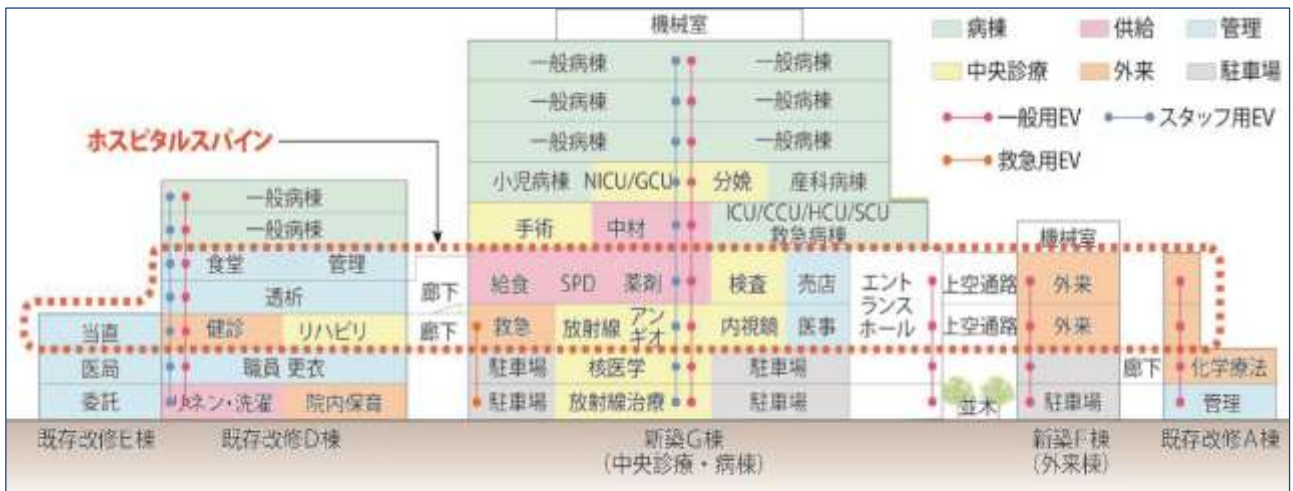 機械室
病棟 供給 管理
中央診療 外来 駐車場
一般用EV スタッフ用EV
救急用EV
ホスピタルスパイン
一般病棟 一般病棟
一般病棟 一般病棟
一般病棟 一般病棟
小児病棟 NICU/GCU 分娩 産科病棟
一般病棟
一般病棟
手術 中材 ICU/CCU/HCU/SCU
救急病棟
機械室
食堂 管理
透析
廊下
給食 SPD 薬剤 検査 売店
エント
ランス
ホール
上空通路 外来
当直 健診 リハビリ 廊下 救急 放射線
アン
ギオ
内視鏡 医事 上空通路 外来
医局 職員 更衣 駐車場 核医学 駐車場 廊下 化学療法
委託 リネン・洗濯 院内保育 駐車場 放射線治療 駐車場 並木 駐車場 管理
既存改修E棟 既存改修D棟 新築G棟 新築F棟 既存改修A棟
(中央診療・病棟) (外来棟)